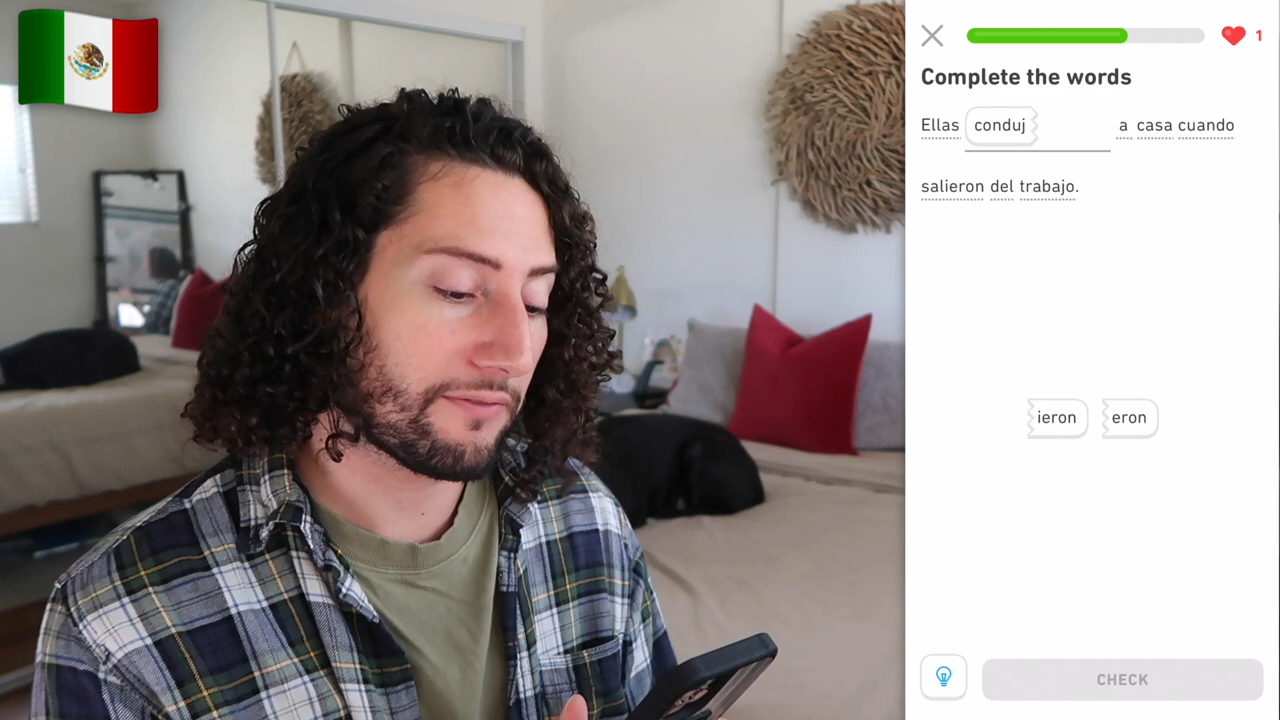 1
Complete the words
Ellas conduj a casa cuando
salieron del trabajo.
ieron eron
CHECK